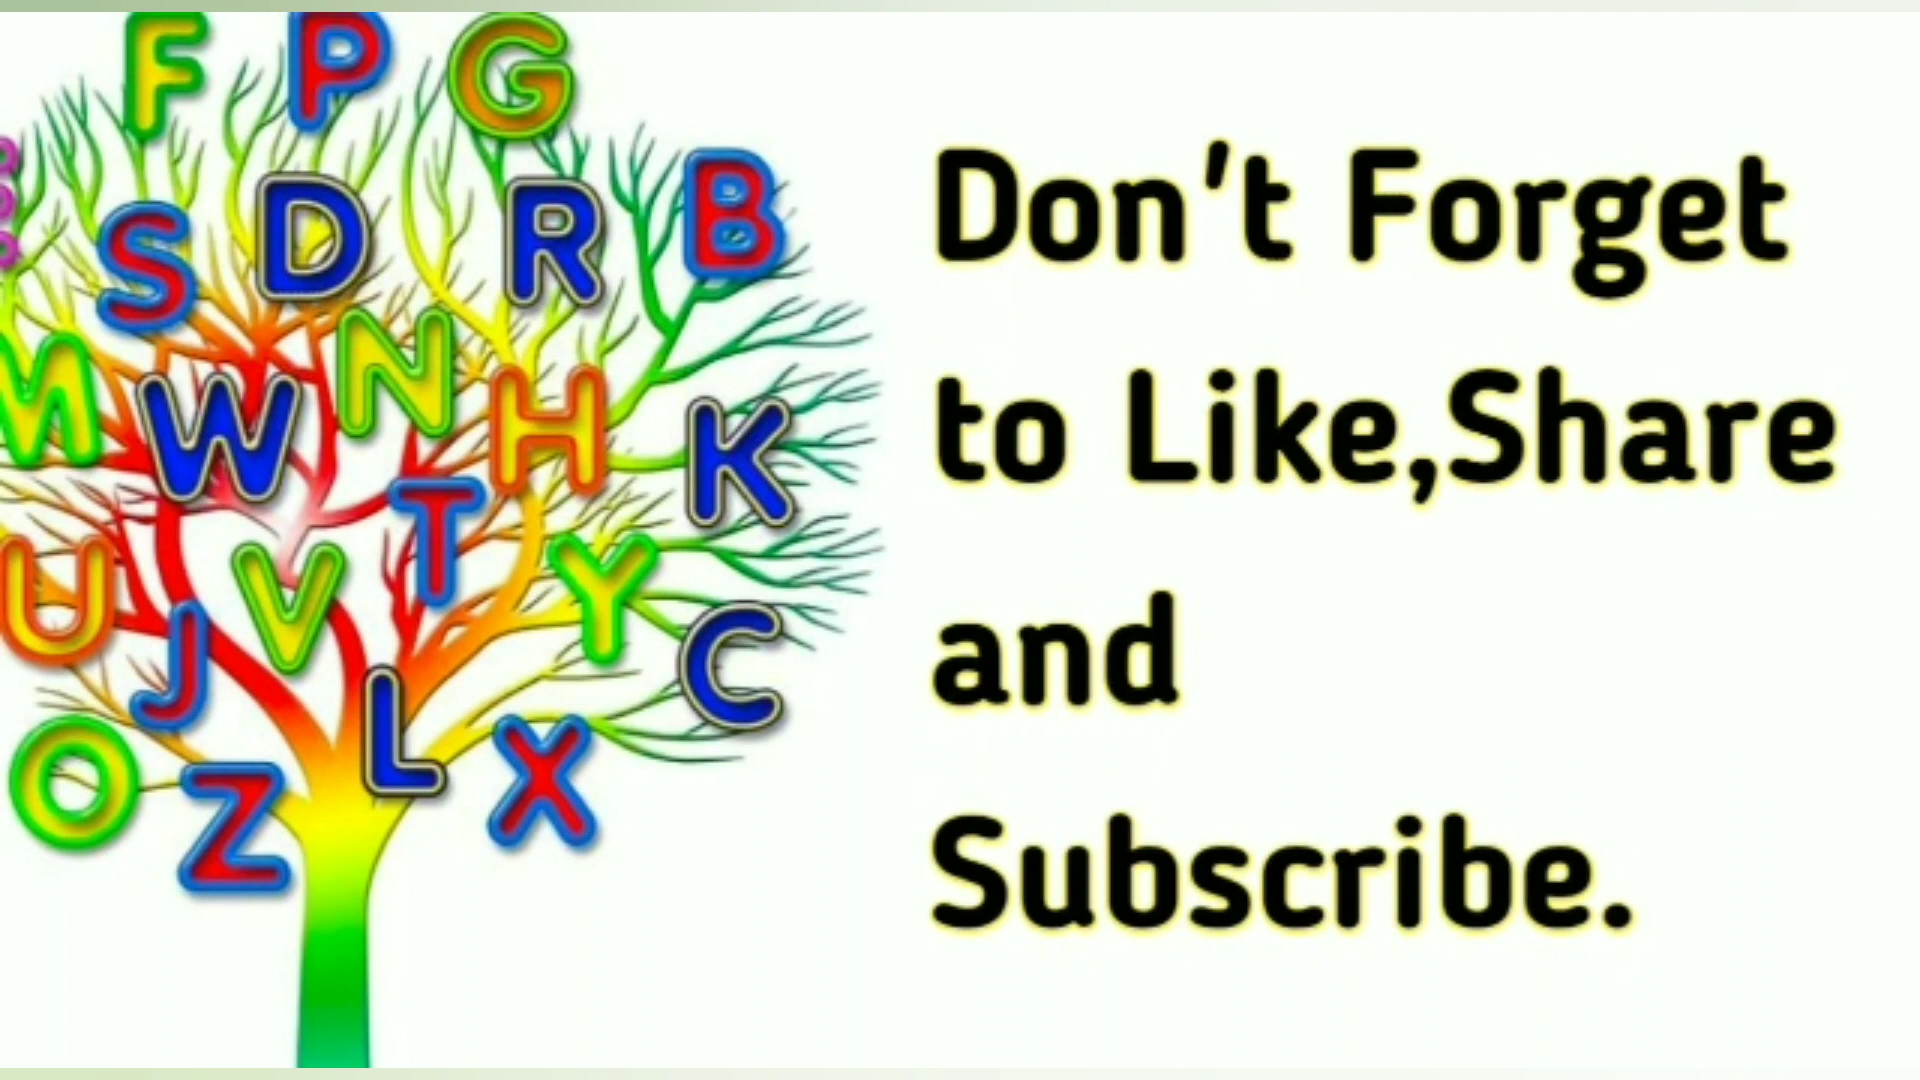 F P G
S D R B
M W N H K
U J V T Y C
O Z L X
Don't Forget
to Like,Share
and
Subscribe.